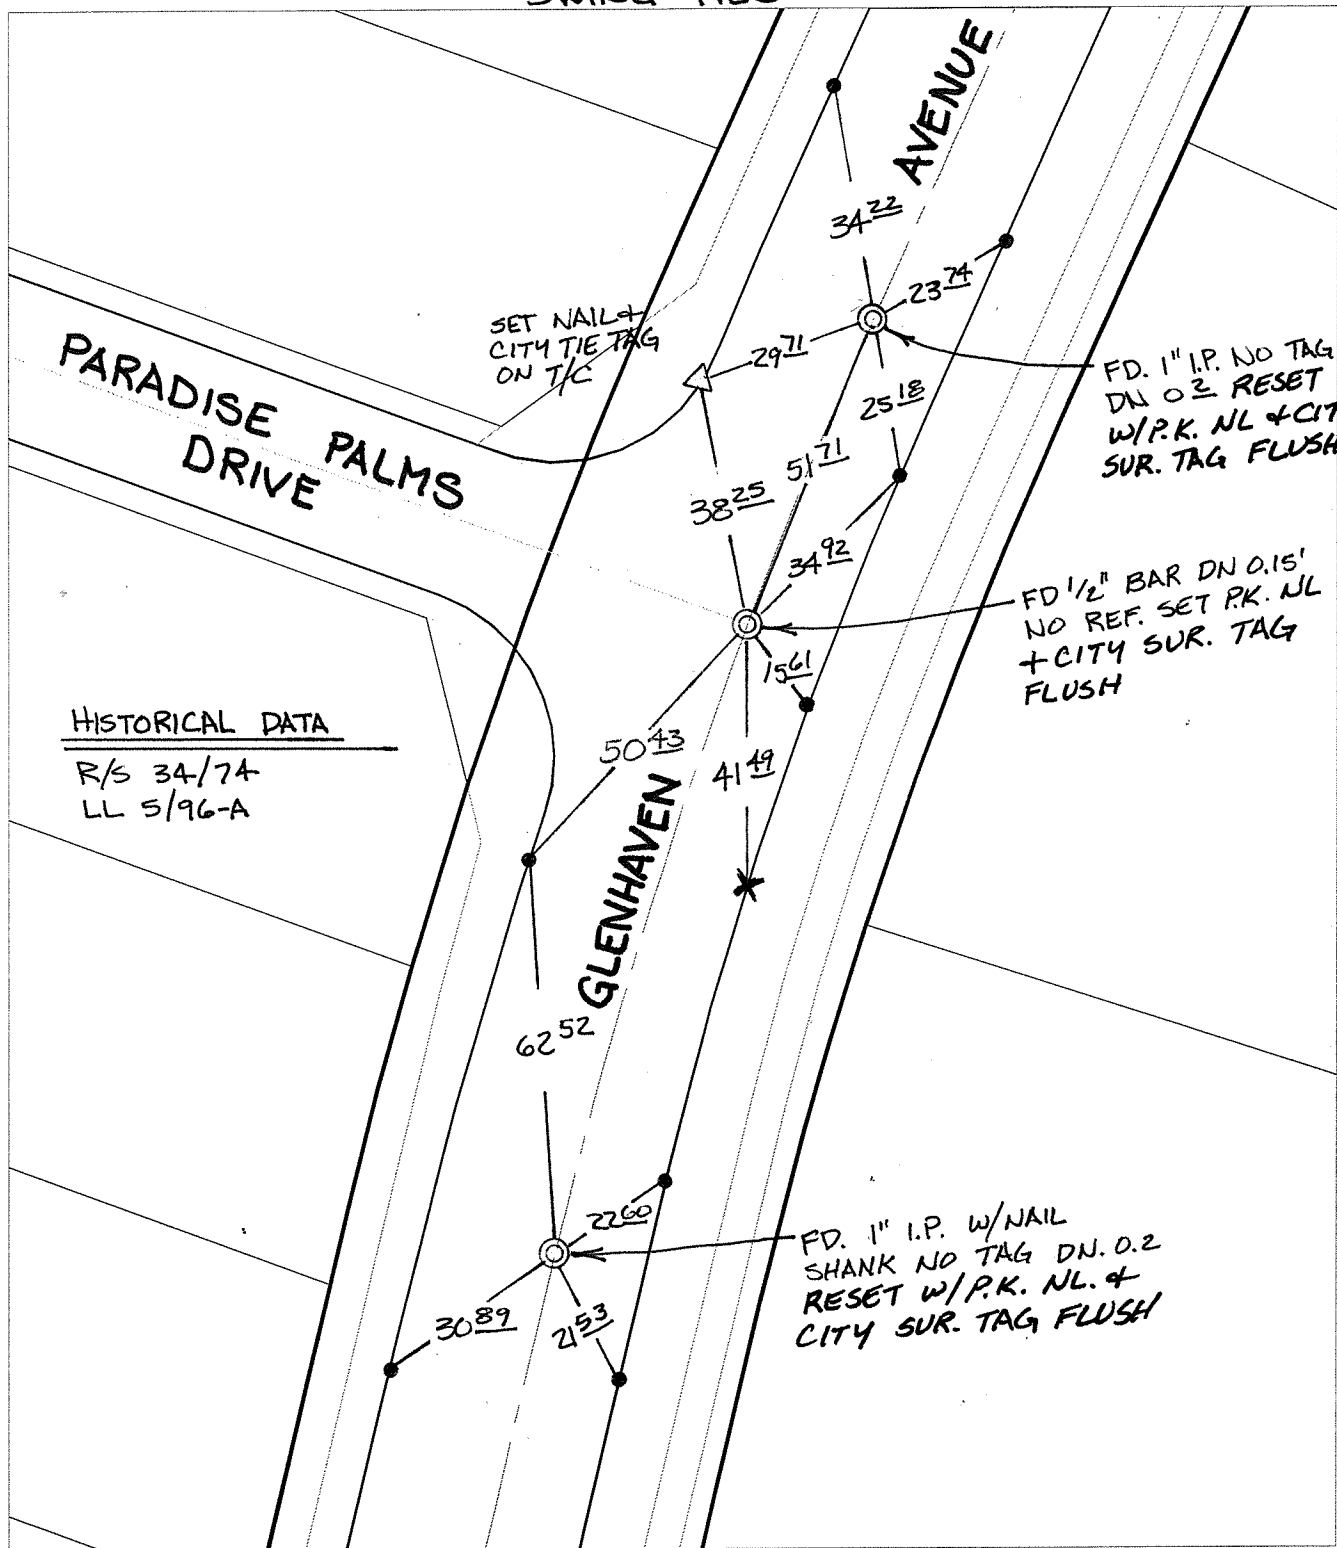 AVENUE
34 22
23 74
SET NAIL &
CITY TIE TAG
ON T/C
29 71
FD. 1" I.P. NO TAG
DN 0 2 RESET
W/P.K. NL & CIT
SUR. TAG FLUSH
25 18
PARADISE PALMS
DRIVE
51 71
38 25
34 92
FD 1/2" BAR DN 0.15'
NO REF. SET P.K. NL
+ CITY SUR. TAG
FLUSH
15 61
HISTORICAL DATA
R/S 34/74
LL 5/96-A
50 43
41 49
GLENHAVEN
62 52
22 60
FD. 1" I.P. W/NAIL
SHANK NO TAG DN. 0.2
RESET W/P.K. NL. &
CITY SUR. TAG FLUSH
30 89
21 53